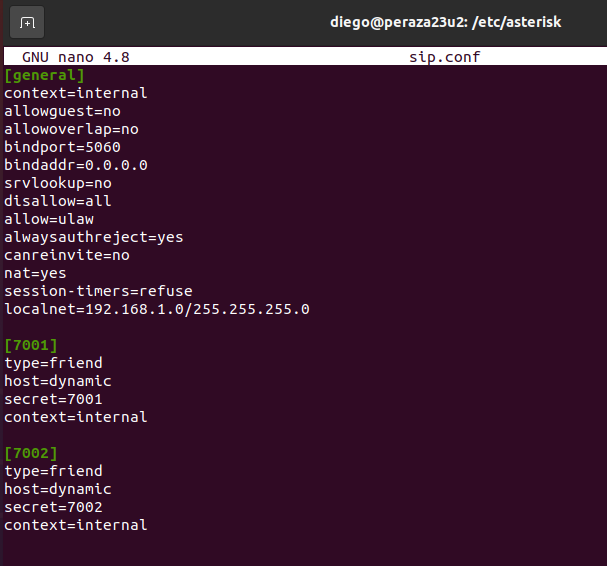 diego@peraza23u2: /etc/asterisk
GNU nano 4.8 sip.conf
[general]
context=internal
allowguest=no
allowoverlap=no
bindport=5060
bindaddr=0.0.0.0
srvlookup=no
disallow=all
allow=ulaw
alwaysauthreject=yes
canreinvite=no
nat=yes
session-timers=refuse
localnet=192.168.1.0/255.255.255.0
[7001]
type=friend
host=dynamic
secret=7001
context=internal
[7002]
type=friend
host=dynamic
secret=7002
context=internal